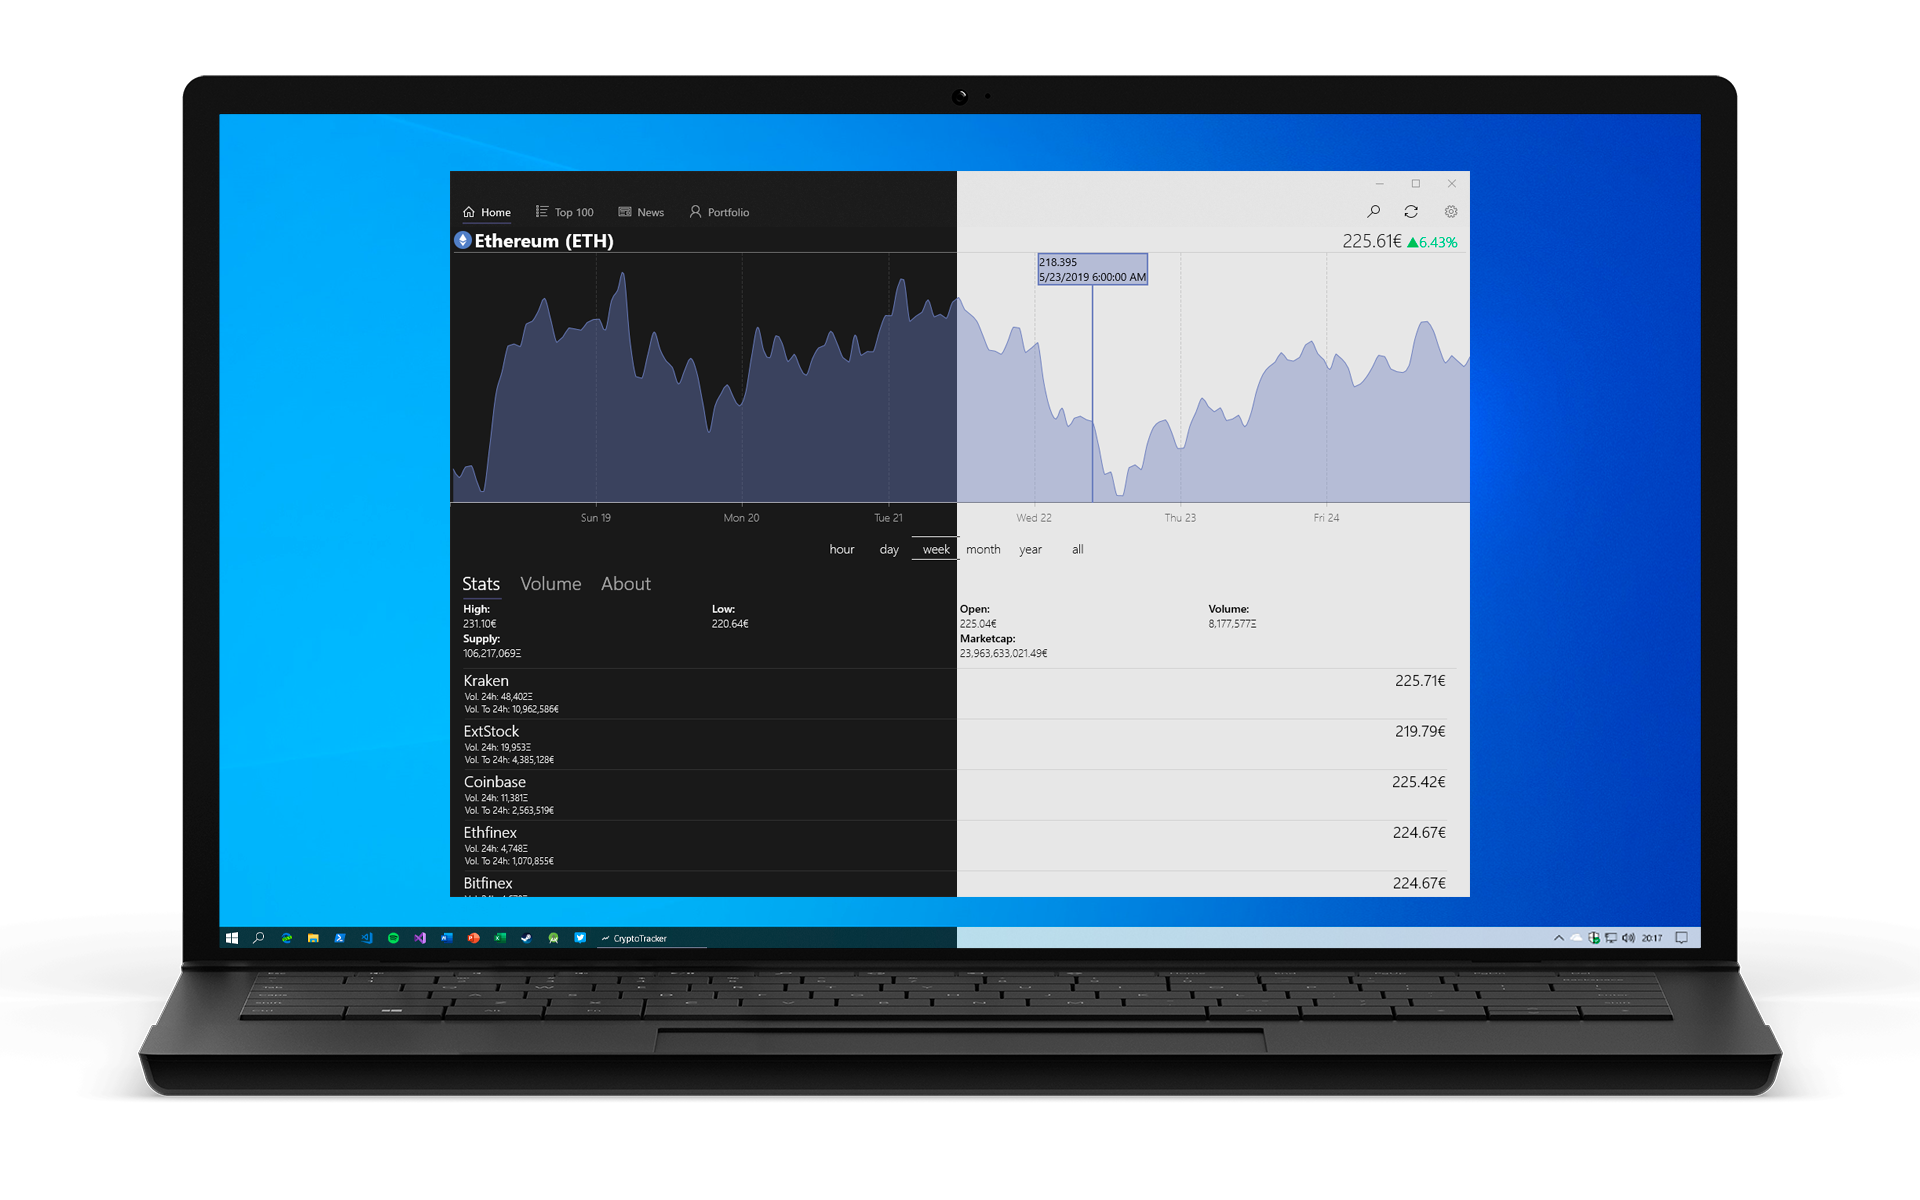 Home Top 100 News Portfolio
Ethereum (ETH) 225.61€ ▲6.43%
218.395
5/23/2019 6:00:00 AM
Sun 19 Mon 20 Tue 21 Wed 22 Thu 23 Fri 24
hour day week month year all
Stats Volume About
High: Low: Open: Volume:
231.10€ 220.64€ 225.04€ 8,177,577Ξ
Supply: Marketcap:
106,217,069Ξ 23,963,633,021.49€
Kraken 225.71€
Vol. 24h: 48,402Ξ
Vol. To 24h: 10,962,586€
ExtStock 219.79€
Vol. 24h: 19,953Ξ
Vol. To 24h: 4,385,128€
Coinbase 225.42€
Vol. 24h: 11,381Ξ
Vol. To 24h: 2,563,519€
Ethfinex 224.67€
Vol. 24h: 4,748Ξ
Vol. To 24h: 1,070,855€
Bitfinex 224.67€
CryptoTracker 20:17